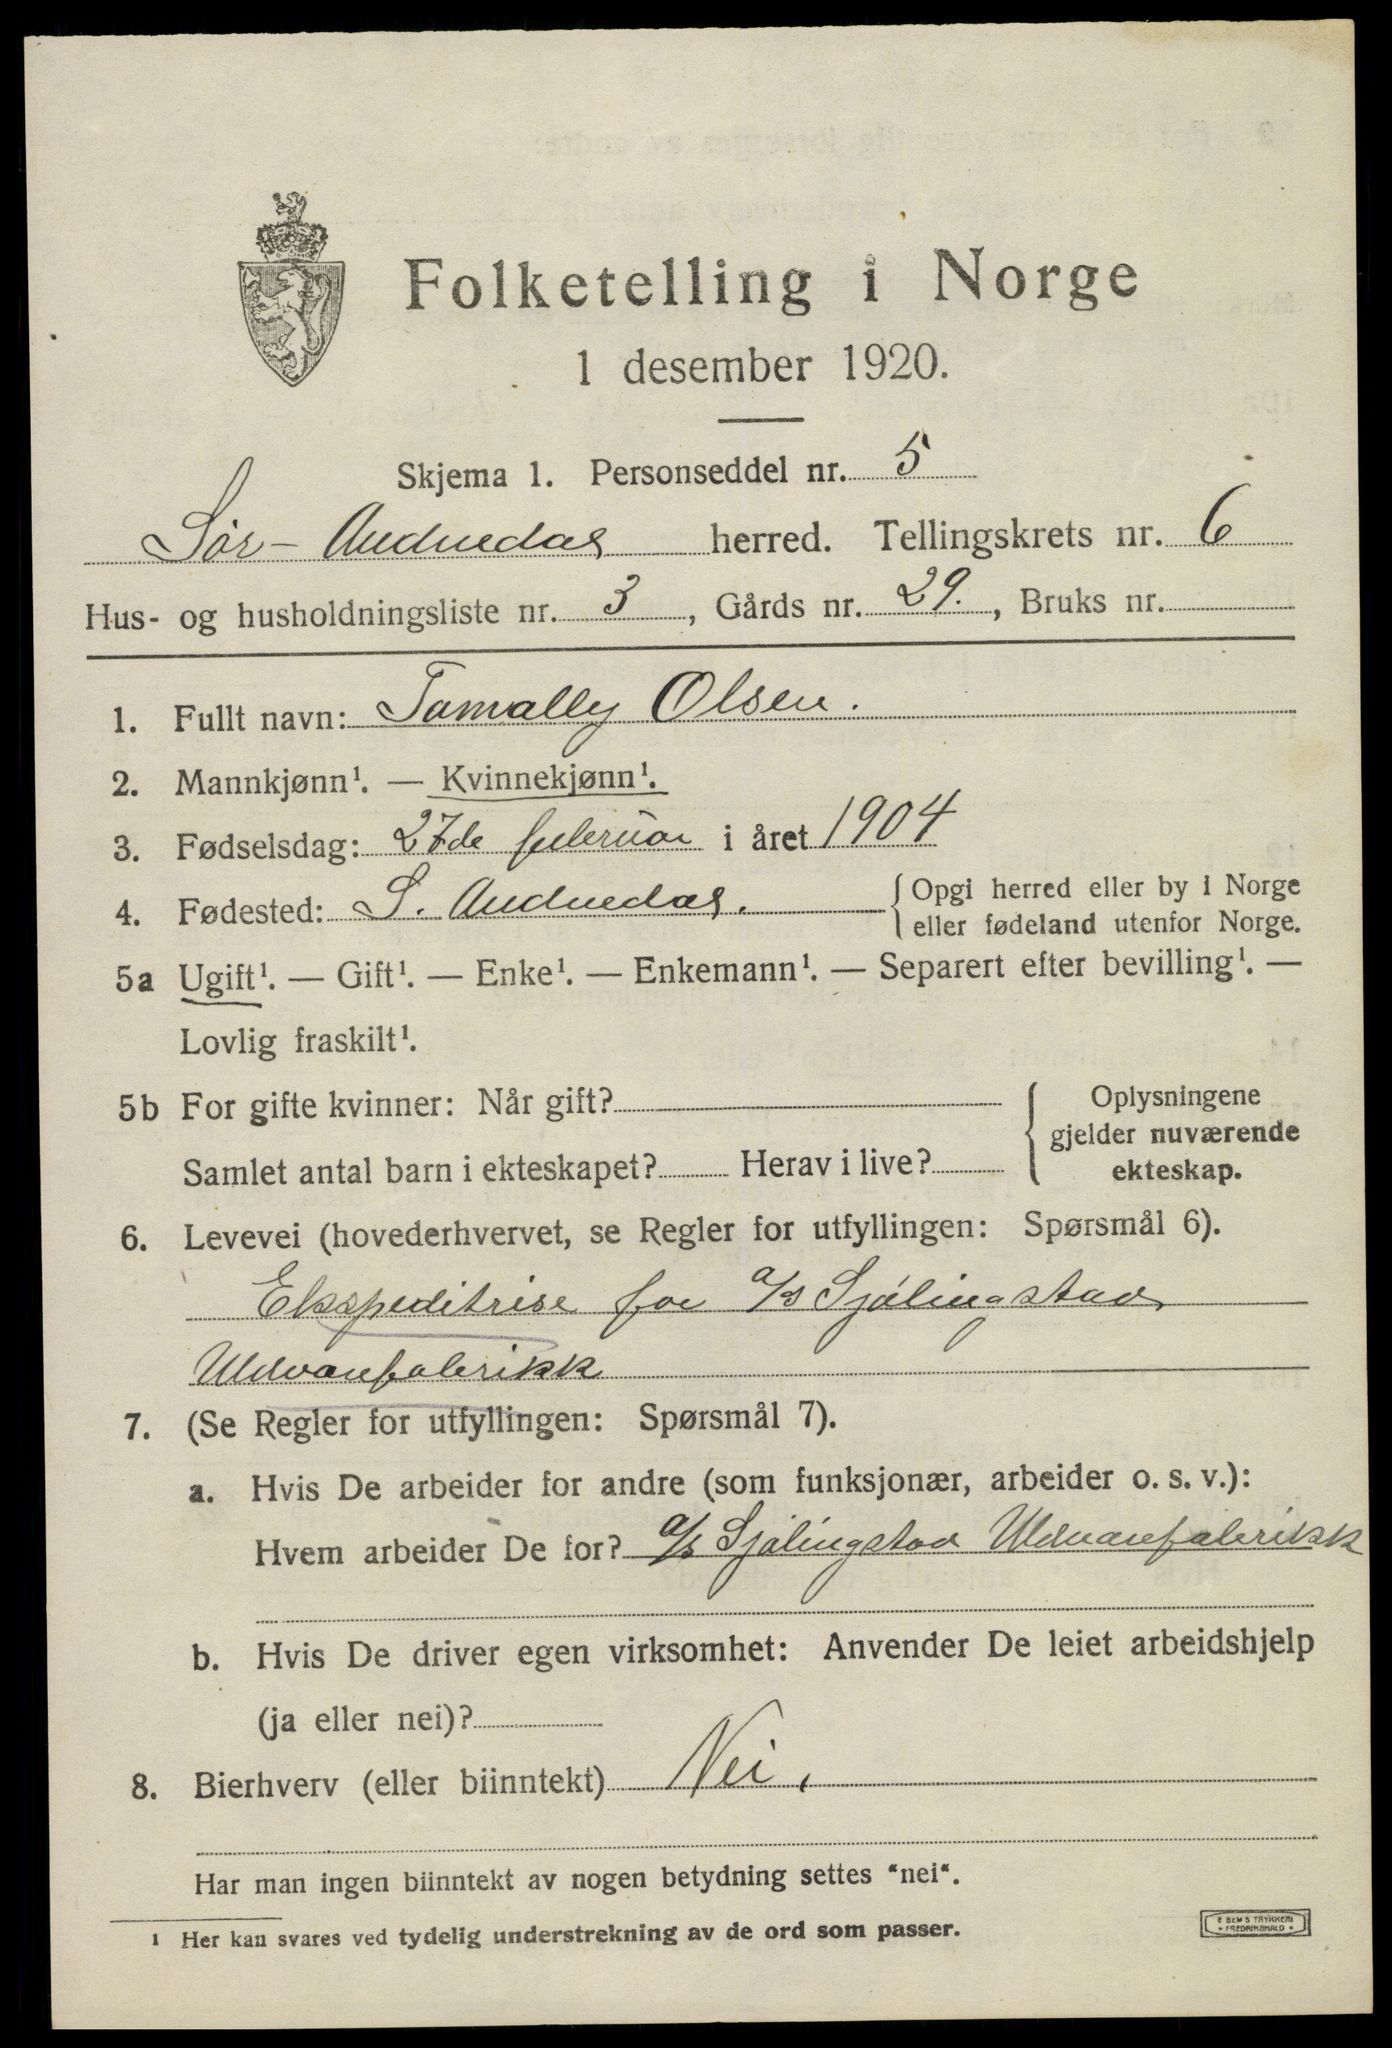 Folketelling i Norge
1 desember 1920.
Skjema 1. Personseddel nr. 5
Sør-Audnedal herred. Tellingskrets nr. 6
Hus- og husholdningsliste nr. 3, Gårds nr. 29., Bruks nr.
1. Fullt navn: Tomally Olsen.
2. Mannkjønn¹. — Kvinnekjønn¹.
3. Fødselsdag: 27de februar i året 1904
4. Fødested: S. Audnedal. { Opgi herred eller by i Norge
eller fødeland utenfor Norge.
5a Ugift¹. — Gift¹. — Enke¹. — Enkemann¹. — Separert efter bevilling¹. —
Lovlig fraskilt¹.
5b For gifte kvinner: Når gift?
Samlet antal barn i ekteskapet? Herav i live?
{ Oplysningene
gjelder nuværende
ekteskap.
6. Levevei (hovederhvervet, se Regler for utfyllingen: Spørsmål 6).
Ekspeditrise for a/s Sjølingstad
Uldvarefabrikk
7. (Se Regler for utfyllingen: Spørsmål 7).
a. Hvis De arbeider for andre (som funksjonær, arbeider o. s. v.):
Hvem arbeider De for? a/s Sjølingstad Uldvarefabrikk
b. Hvis De driver egen virksomhet: Anvender De leiet arbeidshjelp
(ja eller nei)?
8. Bierhverv (eller biinntekt) Nei.
Har man ingen biinntekt av nogen betydning settes "nei".
¹ Her kan svares ved tydelig understrekning av de ord som passer.
E SEM S TRYKKERI
FREDRIKSHALD